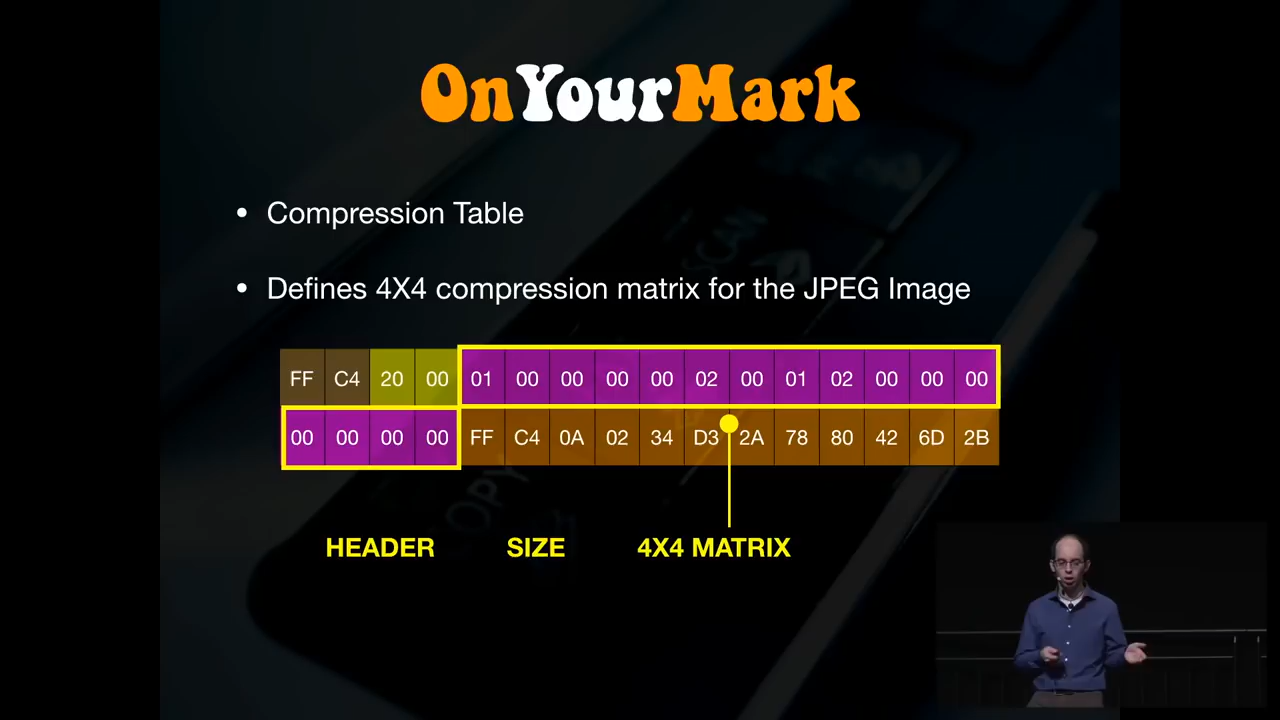 OnYourMark
• Compression Table
• Defines 4X4 compression matrix for the JPEG Image
FF C4 20 00 01 00 00 00 00 02 00 01 02 00 00 00
00 00 00 00 FF C4 0A 02 34 D3 2A 78 80 42 6D 2B
HEADER SIZE 4X4 MATRIX
SCAN
COPY